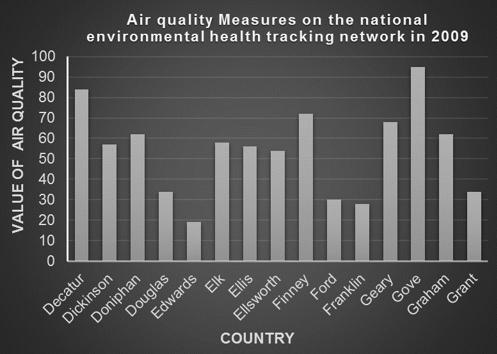 Air quality Measures on the national
environmental health tracking network in 2009
VALUE OF AIR QUALITY
100
90
80
70
60
50
40
30
20
10
0
Decatur
Dickinson
Doniphan
Douglas
Edwards
Elk
Ellis
Ellsworth
Finney
Ford
Franklin
Geary
Gove
Graham
Grant
COUNTRY